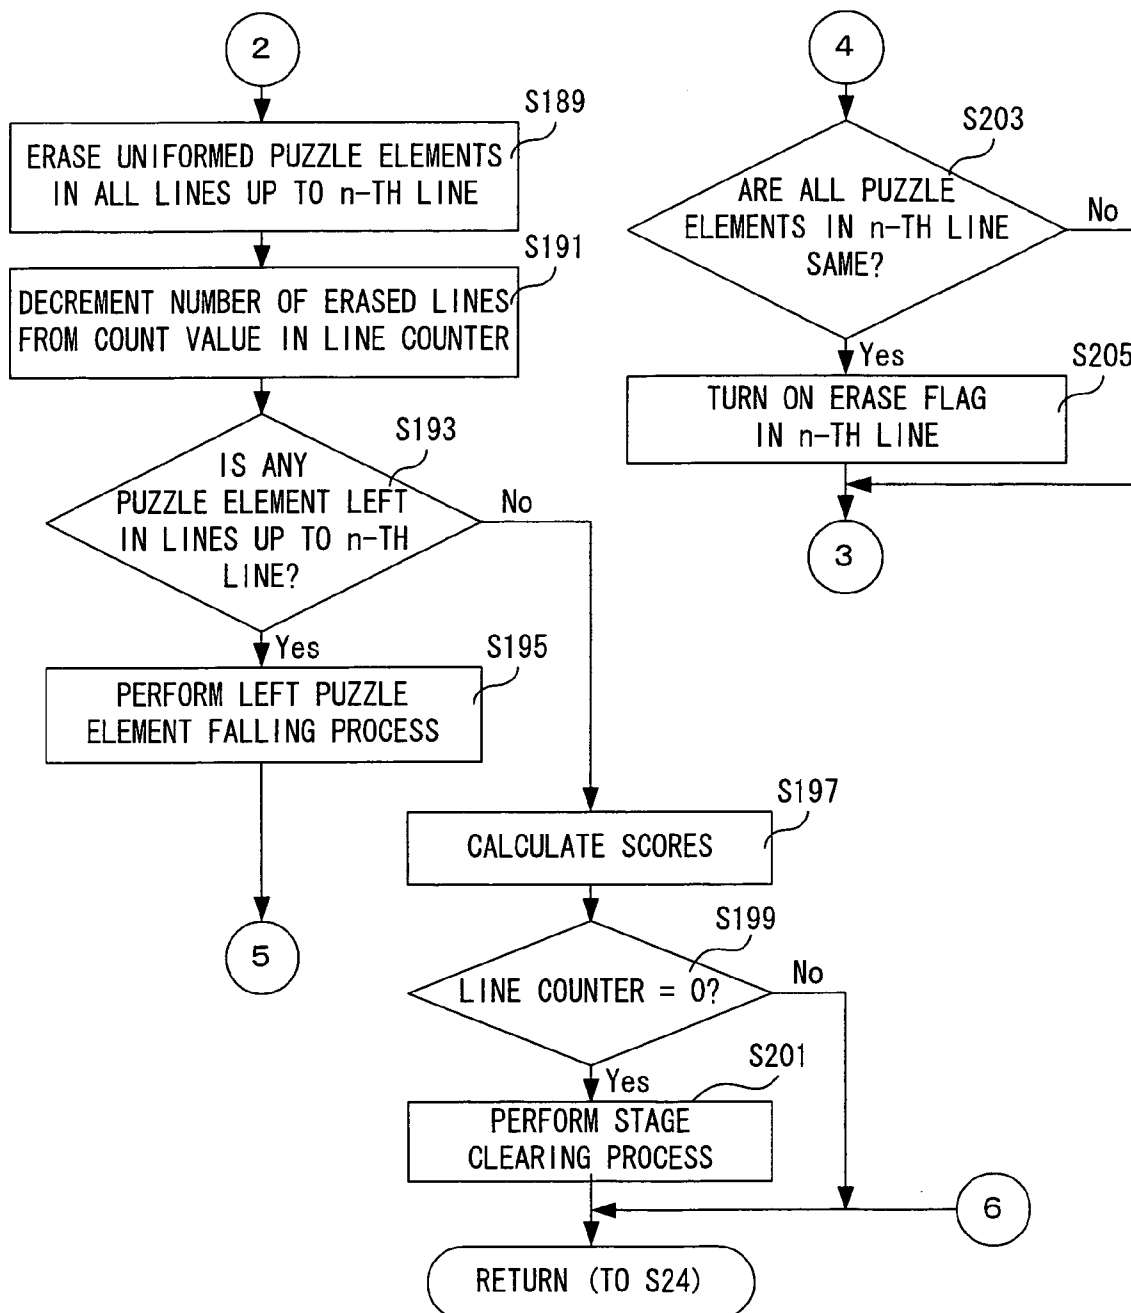 2
S189
ERASE UNIFORMED PUZZLE ELEMENTS
IN ALL LINES UP TO n-TH LINE
S191
DECREMENT NUMBER OF ERASED LINES
FROM COUNT VALUE IN LINE COUNTER
S193
IS ANY
PUZZLE ELEMENT LEFT
IN LINES UP TO n-TH
LINE?
No
Yes
S195
PERFORM LEFT PUZZLE
ELEMENT FALLING PROCESS
5
S197
CALCULATE SCORES
S199
LINE COUNTER = 0?
No
Yes
S201
PERFORM STAGE
CLEARING PROCESS
6
RETURN (TO S24)
4
S203
ARE ALL PUZZLE
ELEMENTS IN n-TH LINE
SAME?
No
Yes
S205
TURN ON ERASE FLAG
IN n-TH LINE
3